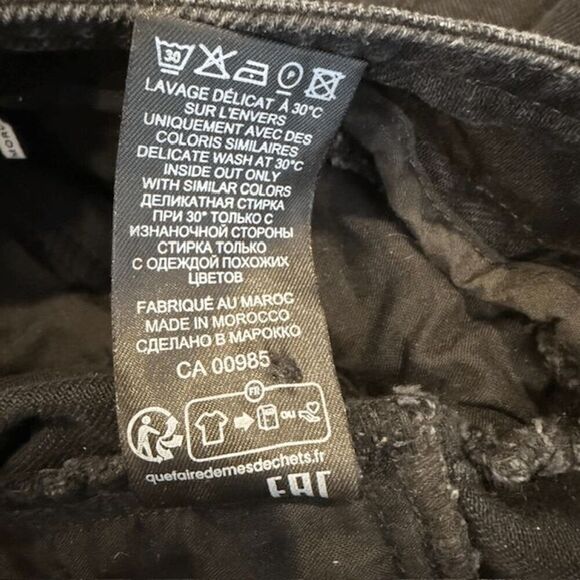 30
P
LAVAGE DÉLICAT À 30°C
SUR L'ENVERS
UNIQUEMENT AVEC DES
COLORIS SIMILAIRES
DELICATE WASH AT 30°C
INSIDE OUT ONLY
WITH SIMILAR COLORS
ДЕЛИКАТНАЯ СТИРКА
ПРИ 30° ТОЛЬКО С
ИЗНАНОЧНОЙ СТОРОНЫ
СТИРКА ТОЛЬКО
С ОДЕЖДОЙ ПОХОЖИХ
ЦВЕТОВ
FABRIQUÉ AU MAROC
MADE IN MOROCCO
СДЕЛАНО В МАРОККО
CA 00985
FR
OU
quefairedemesdechets.fr
EAC